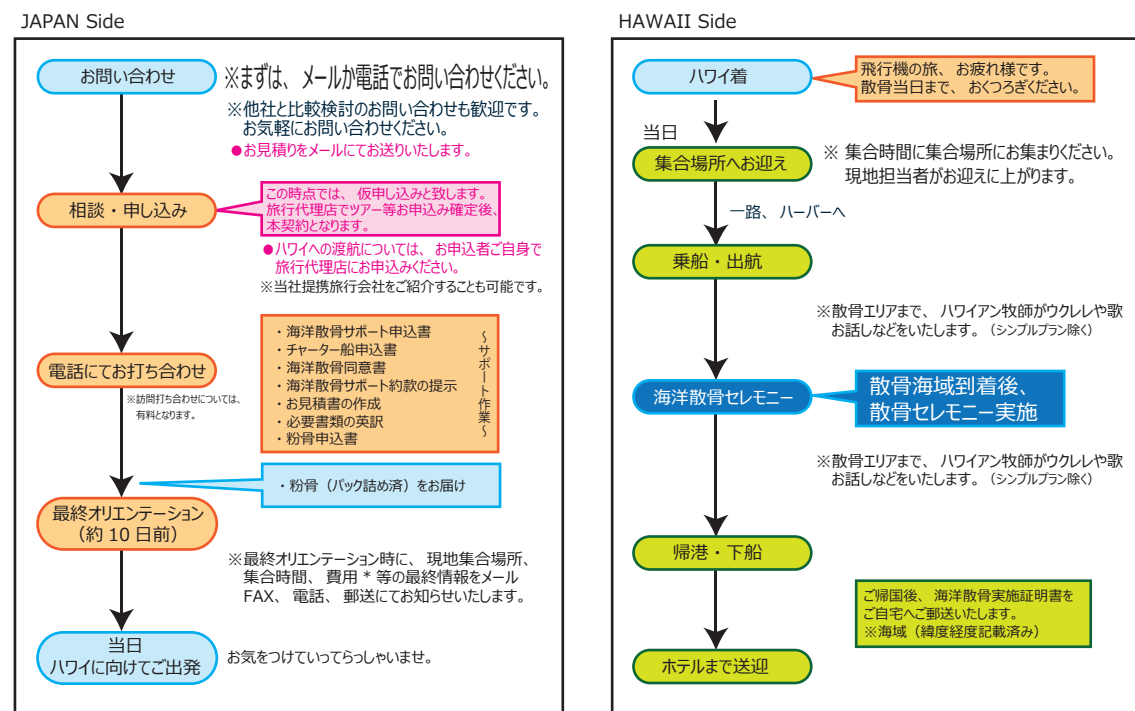 JAPAN Side
お問い合わせ
※まずは、メールか電話でお問い合わせください。
※他社と比較検討のお問い合わせも歓迎です。
お気軽にお問い合わせください。
●お見積りをメールにてお送りいたします。
相談・申し込み
この時点では、仮申し込みと致します。
旅行代理店でツアー等お申込み確定後、
本契約となります。
●ハワイへの渡航については、お申込者ご自身で
旅行代理店にお申込みください。
※当社提携旅行会社をご紹介することも可能です。
電話にてお打ち合わせ
※訪問打ち合わせについては、
有料となります。
・海洋散骨サポート申込書
・チャーター船申込書
・海洋散骨同意書
・海洋散骨サポート約款の提示
・お見積書の作成
・必要書類の英訳
・粉骨申込書
～サポート作業～
・粉骨（パック詰め済）をお届け
最終オリエンテーション
（約 10 日前）
※最終オリエンテーション時に、現地集合場所、
集合時間、費用 * 等の最終情報をメール
FAX、電話、郵送にてお知らせいたします。
当日
ハワイに向けてご出発
お気をつけていってらっしゃいませ。
HAWAII Side
ハワイ着
飛行機の旅、お疲れ様です。
散骨当日まで、おくつろぎください。
当日
集合場所へお迎え
※ 集合時間に集合場所にお集まりください。
現地担当者がお迎えに上がります。
一路、ハーバーへ
乗船・出航
※散骨エリアまで、ハワイアン牧師がウクレレや歌
お話しなどをいたします。（シンプルプラン除く）
海洋散骨セレモニー
散骨海域到着後、
散骨セレモニー実施
※散骨エリアまで、ハワイアン牧師がウクレレや歌
お話しなどをいたします。（シンプルプラン除く）
帰港・下船
ご帰国後、海洋散骨実施証明書を
ご自宅へご郵送いたします。
※海域（緯度経度記載済み）
ホテルまで送迎